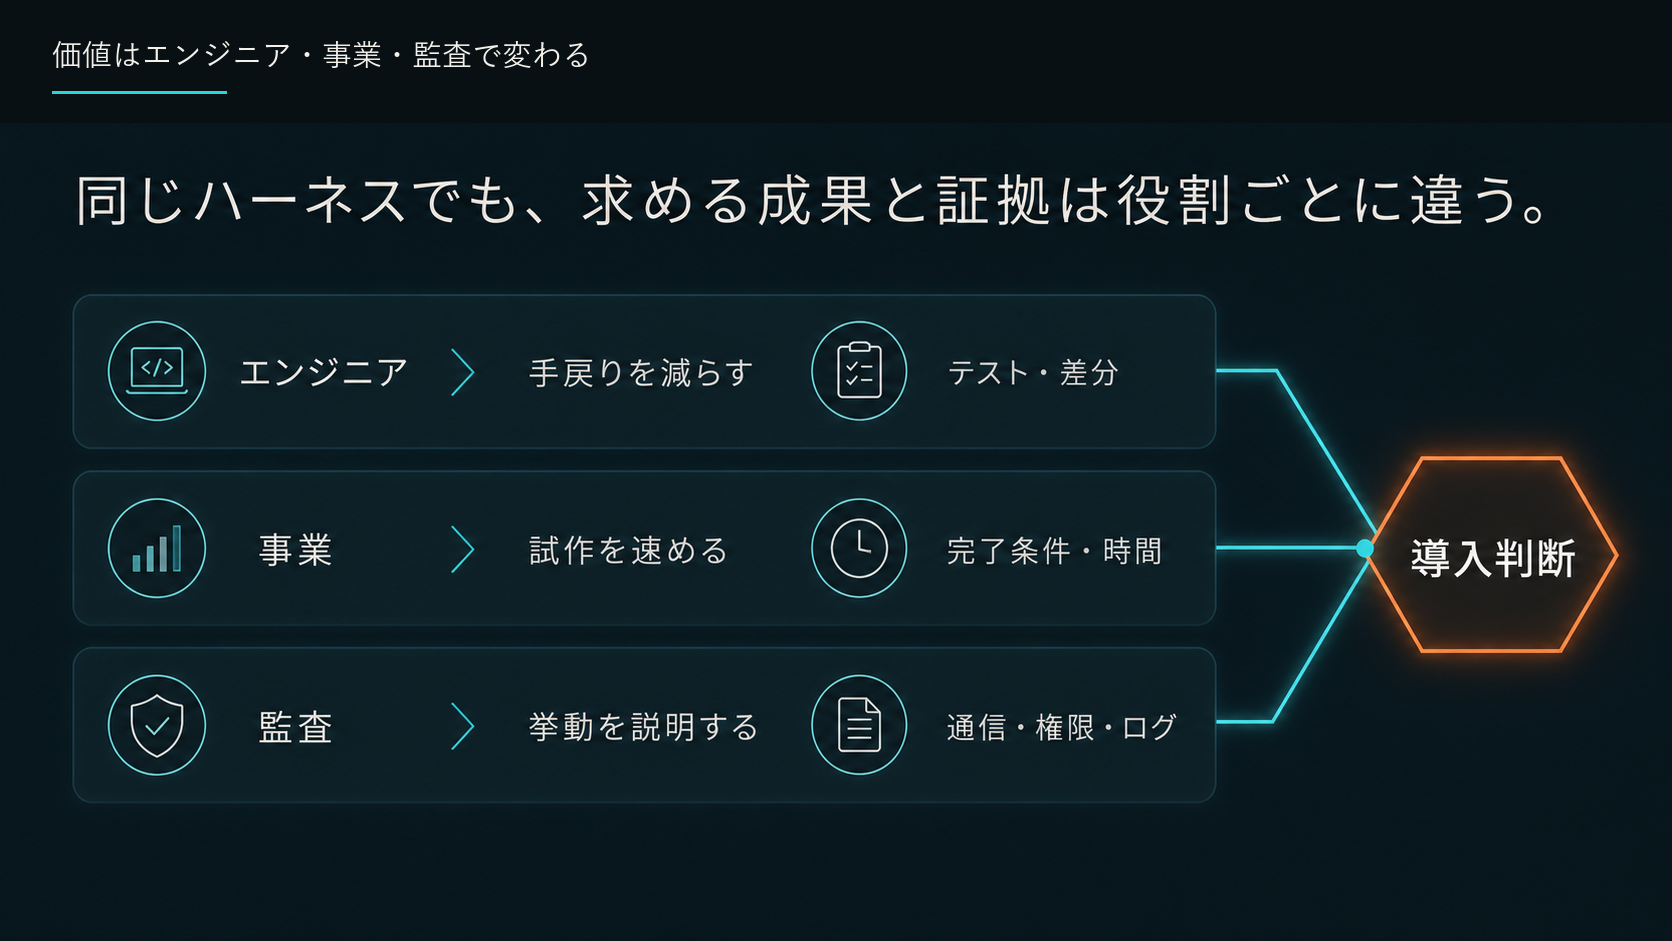 価値はエンジニア・事業・監査で変わる
同じハーネスでも、求める成果と証拠は役割ごとに違う。
エンジニア
手戻りを減らす
テスト・差分
事業
試作を速める
完了条件・時間
監査
挙動を説明する
通信・権限・ログ
導入判断